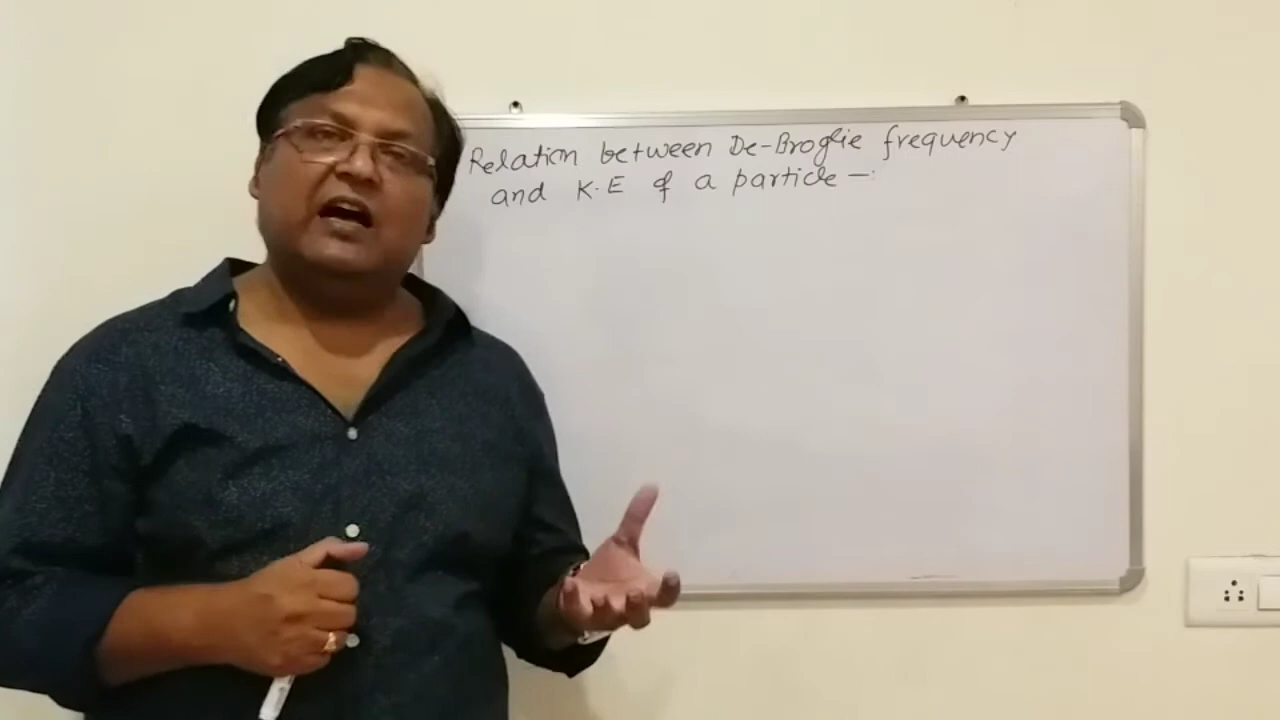 Relation between De-Broglie frequency
and K.E of a particle –: